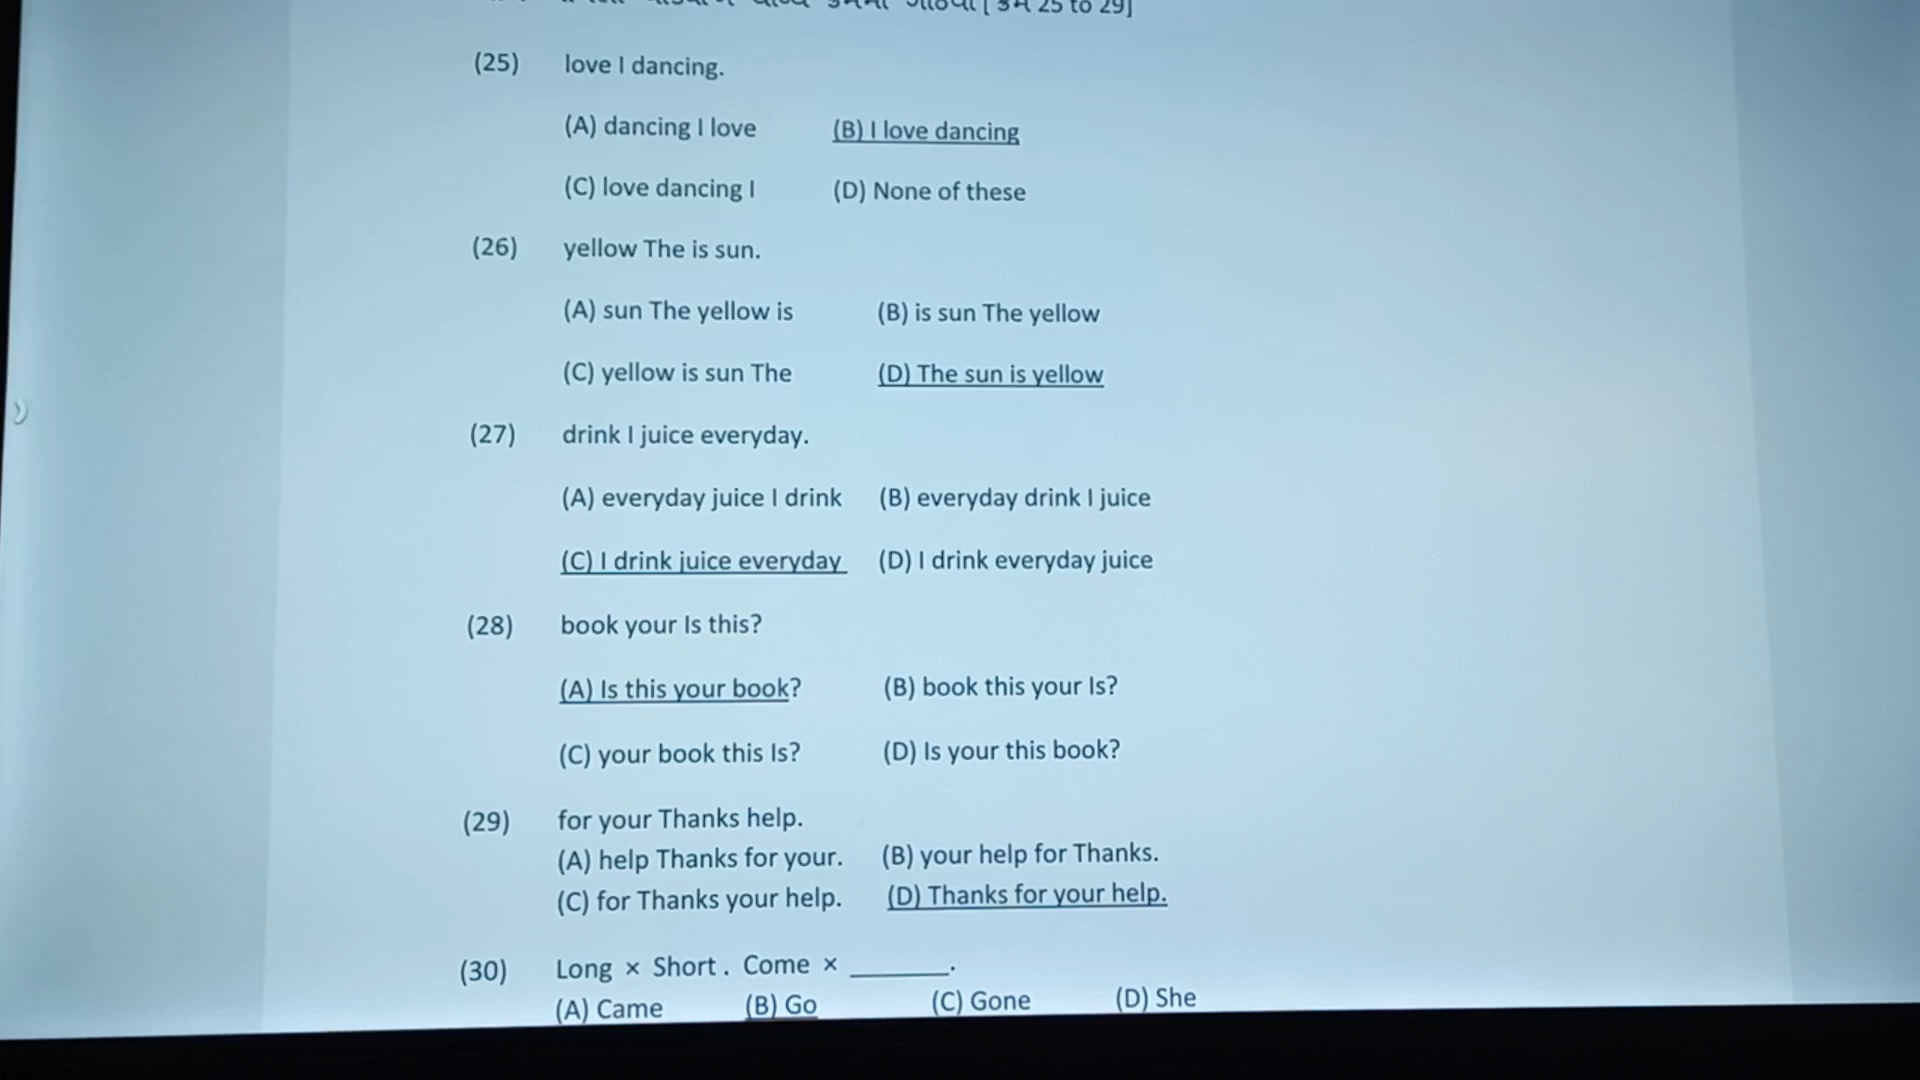 [ ક્રમ 25 to 29]
(25) love I dancing.
(A) dancing I love (B) I love dancing
(C) love dancing I (D) None of these
(26) yellow The is sun.
(A) sun The yellow is (B) is sun The yellow
(C) yellow is sun The (D) The sun is yellow
(27) drink I juice everyday.
(A) everyday juice I drink (B) everyday drink I juice
(C) I drink juice everyday (D) I drink everyday juice
(28) book your Is this?
(A) Is this your book? (B) book this your Is?
(C) your book this Is? (D) Is your this book?
(29) for your Thanks help.
(A) help Thanks for your. (B) your help for Thanks.
(C) for Thanks your help. (D) Thanks for your help.
(30) Long × Short . Come × ________.
(A) Came (B) Go (C) Gone (D) She